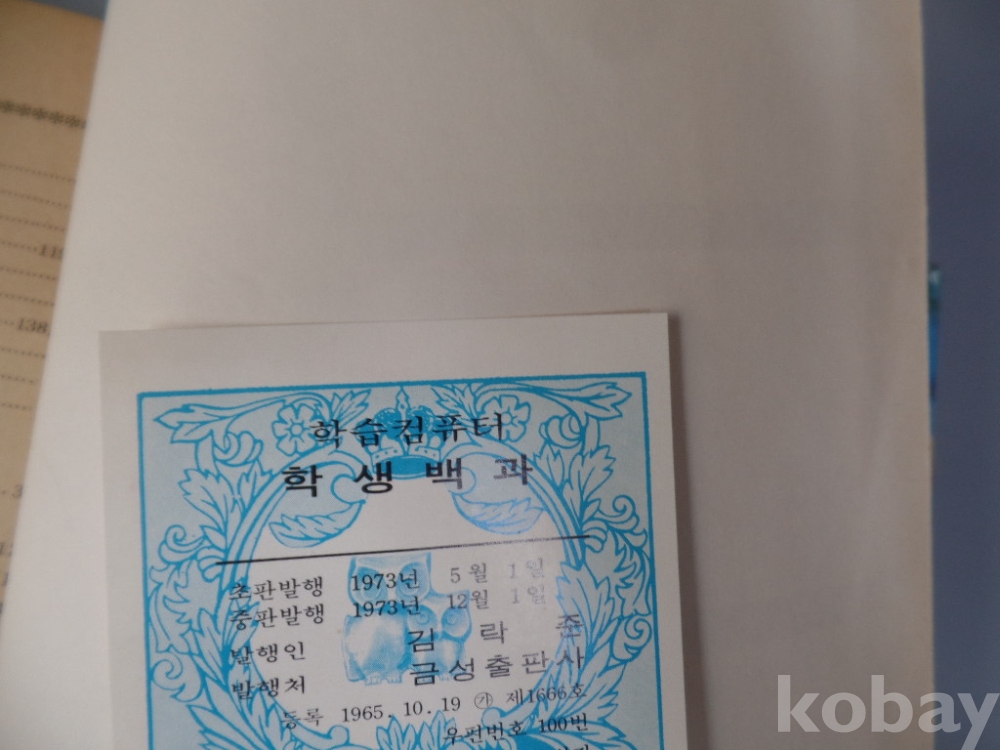 119
138
학습컴퓨터
학 생 백 과
초판발행 1973년 5월 1일
중판발행 1973년 12월 1일
발행인 김 락 준
발행처 금성출판사
등록 1965. 10. 19 ㉮ 제1666호
우편번호 100번
kobay